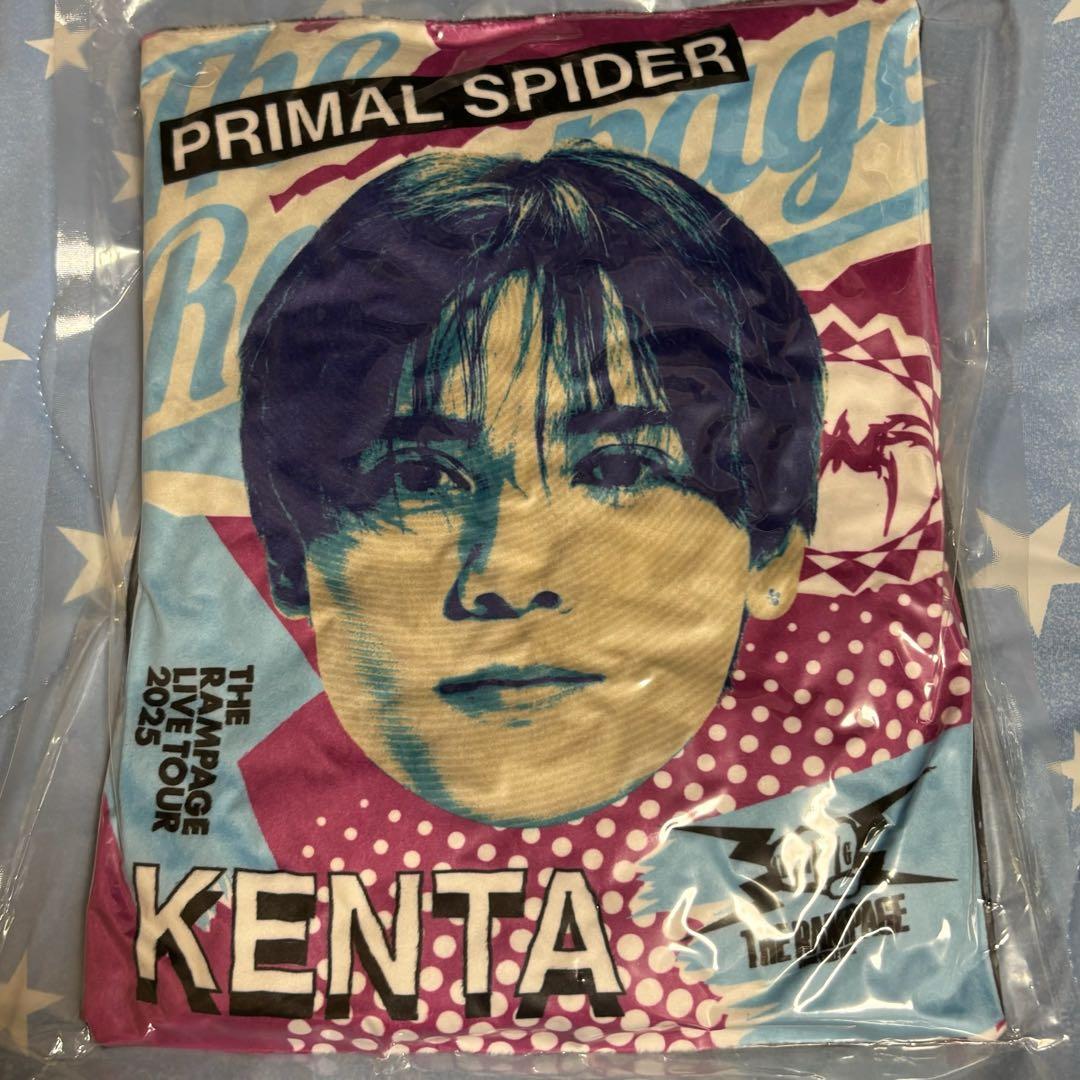 The
Rampage
PRIMAL SPIDER
THE
RAMPAGE
LIVE TOUR
2025
KENTA
THE RAMPAGE